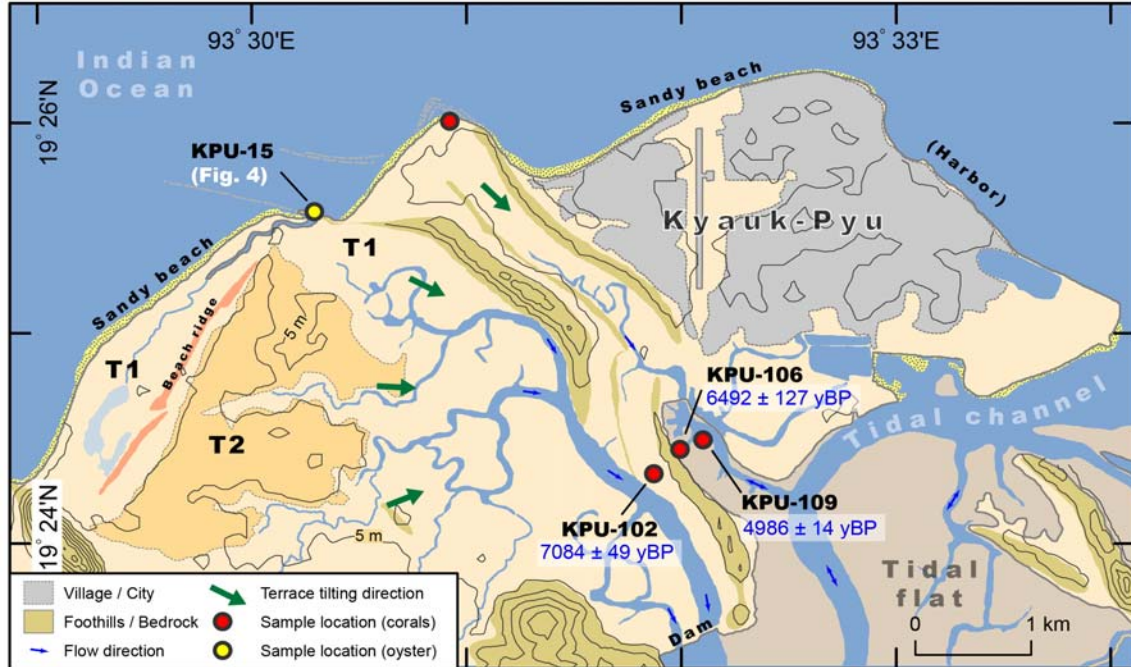 93° 30'E
93° 33'E
Indian
Ocean
19° 26'N
Sandy beach
(Harbor)
KPU-15
(Fig. 4)
Kyauk-Pyu
T1
Sandy beach
Beach ridge
5 m
T1
T2
KPU-106
6492 ± 127 yBP
Tidal channel
KPU-109
4986 ± 14 yBP
KPU-102
7084 ± 49 yBP
19° 24'N
5 m
Tidal
flat
Dam
0 1 km
Village / City
Foothills / Bedrock
Flow direction
Terrace tilting direction
Sample location (corals)
Sample location (oyster)